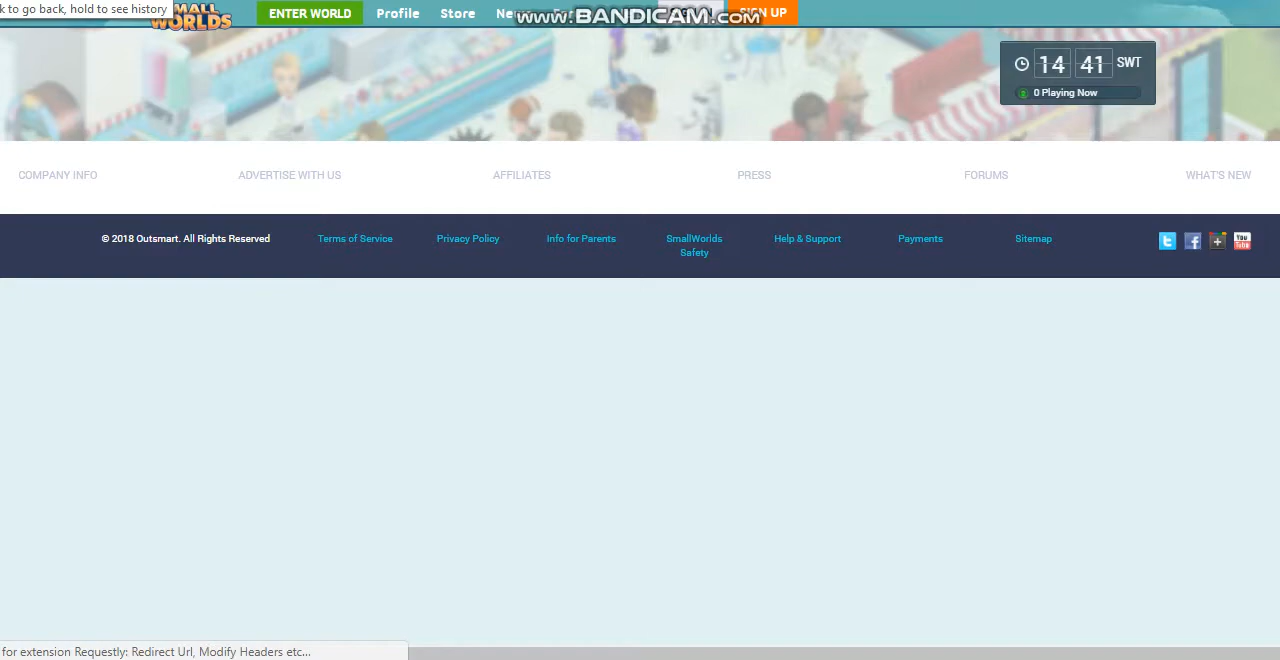 k to go back, hold to see history
SMALL WORLDS
ENTER WORLD
Profile
Store
www.BANDICAM.com
SIGN UP
14 41 SWT
0 Playing Now
COMPANY INFO
ADVERTISE WITH US
AFFILIATES
PRESS
FORUMS
WHAT'S NEW
© 2018 Outsmart. All Rights Reserved
Terms of Service
Privacy Policy
Info for Parents
SmallWorlds
Safety
Help & Support
Payments
Sitemap
You
Tube
for extension Requestly: Redirect Url, Modify Headers etc...